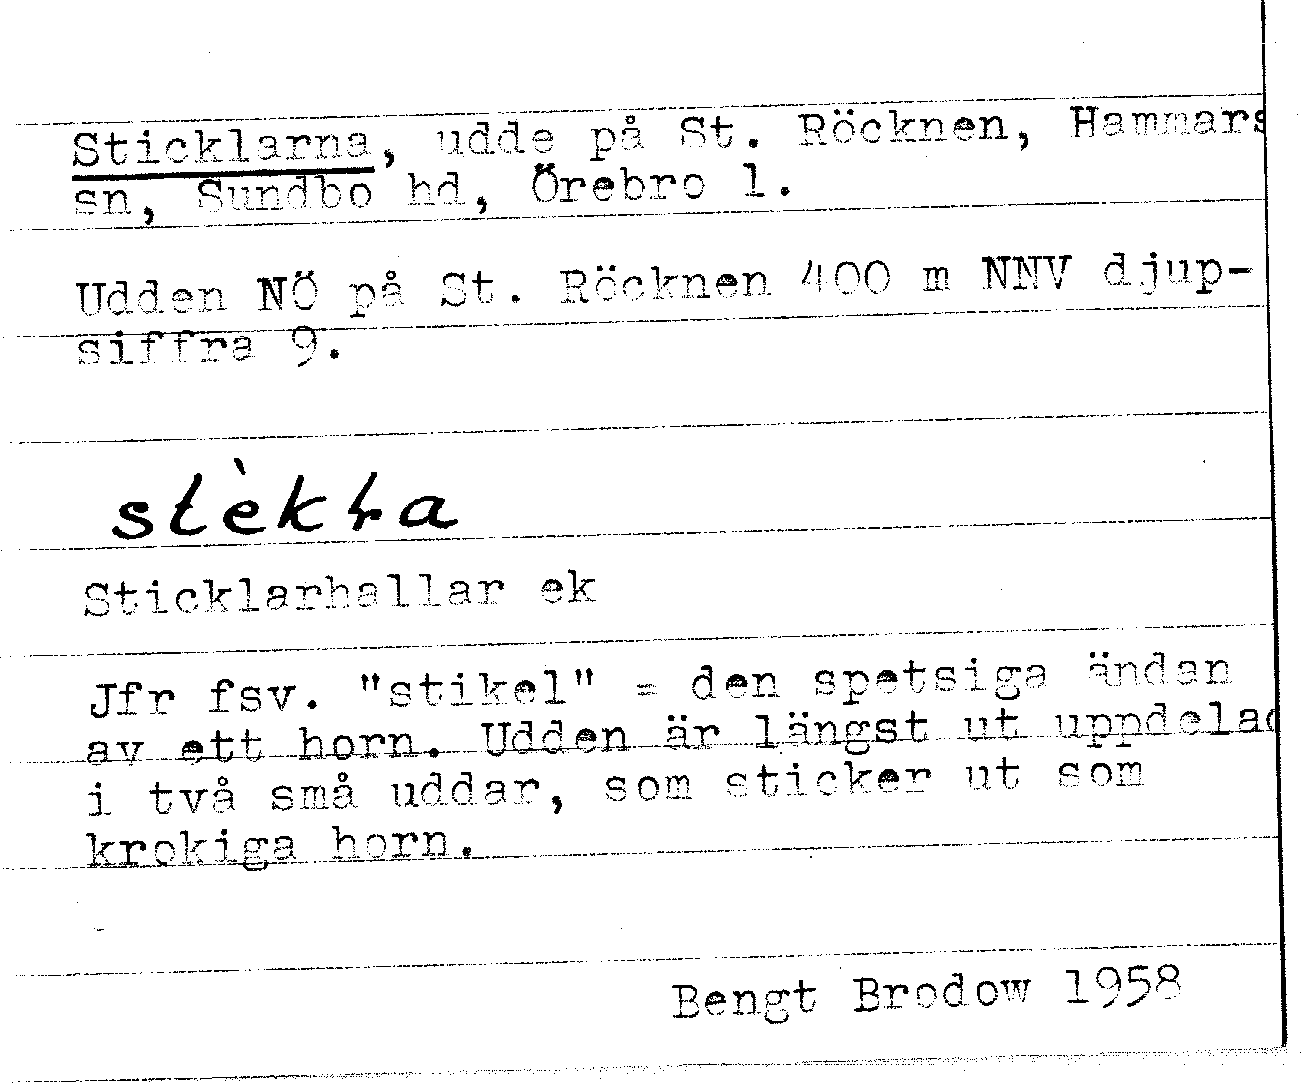 Sticklarna, udde på St. Röcknen, Hammars
sn, Sundbo hd, Örebro l.
Udden NÖ på St. Röcknen 400 m NNV djup-
siffra 9.
Sticklarhallar ek
Jfr fsv. "stikel" = den spetsiga ändan
av ett horn. Udden är längst ut uppdelad
i två små uddar, som sticker ut som
krokiga horn.
Bengt Brodow 1958